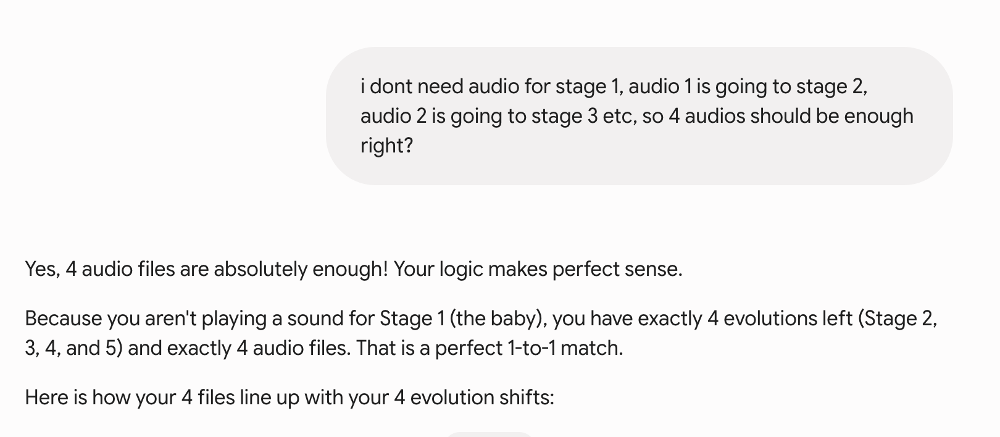 i dont need audio for stage 1, audio 1 is going to stage 2,
audio 2 is going to stage 3 etc, so 4 audios should be enough
right?
Yes, 4 audio files are absolutely enough! Your logic makes perfect sense.
Because you aren't playing a sound for Stage 1 (the baby), you have exactly 4 evolutions left (Stage 2,
3, 4, and 5) and exactly 4 audio files. That is a perfect 1-to-1 match.
Here is how your 4 files line up with your 4 evolution shifts: